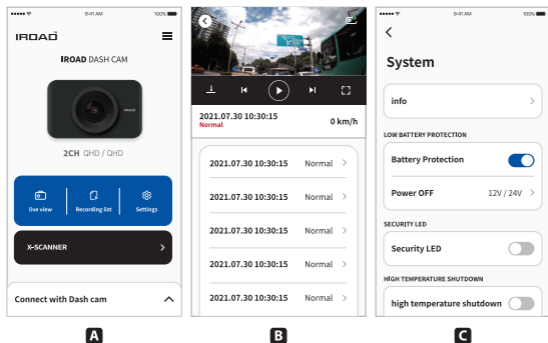 9:41 AM
100%
IROAD
IROAD DASH CAM
2CH QHD / QHD
live view
Recording list
Settings
X-SCANNER
Connect with Dash cam
A
2021.07.30 10:30:15
Normal
0 km/h
2021.07.30 10:30:15 Normal
2021.07.30 10:30:15 Normal
2021.07.30 10:30:15 Normal
2021.07.30 10:30:15 Normal
2021.07.30 10:30:15 Normal
B
9:41 AM
100%
System
info
LOW BATTERY PROTECTION
Battery Protection
Power OFF 12V / 24V
SECURITY LED
Security LED
HIGH TEMPERATURE SHUTDOWN
high temperature shutdown
C